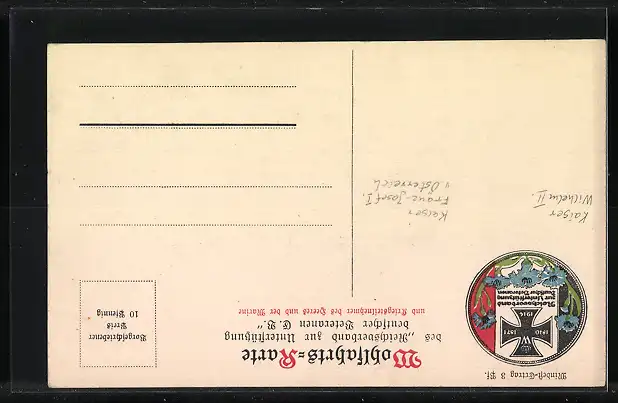 Mindest-Ertrag 3 Pf.
W
1870 1871
1914
Reichsverband
zur Unterstützung
Deutscher Veteranen
Wohlfahrts=Karte
des „Reichsverband zur Unterstützung
deutscher Veteranen E. V.“
und Kriegsteilnehmer des Heeres und der Marine
Vorgeschriebener
Preis
10 Pfennig
Kaiser
Wilhelm II.
Kaiser
Franz-Josef I.
v. Österreich